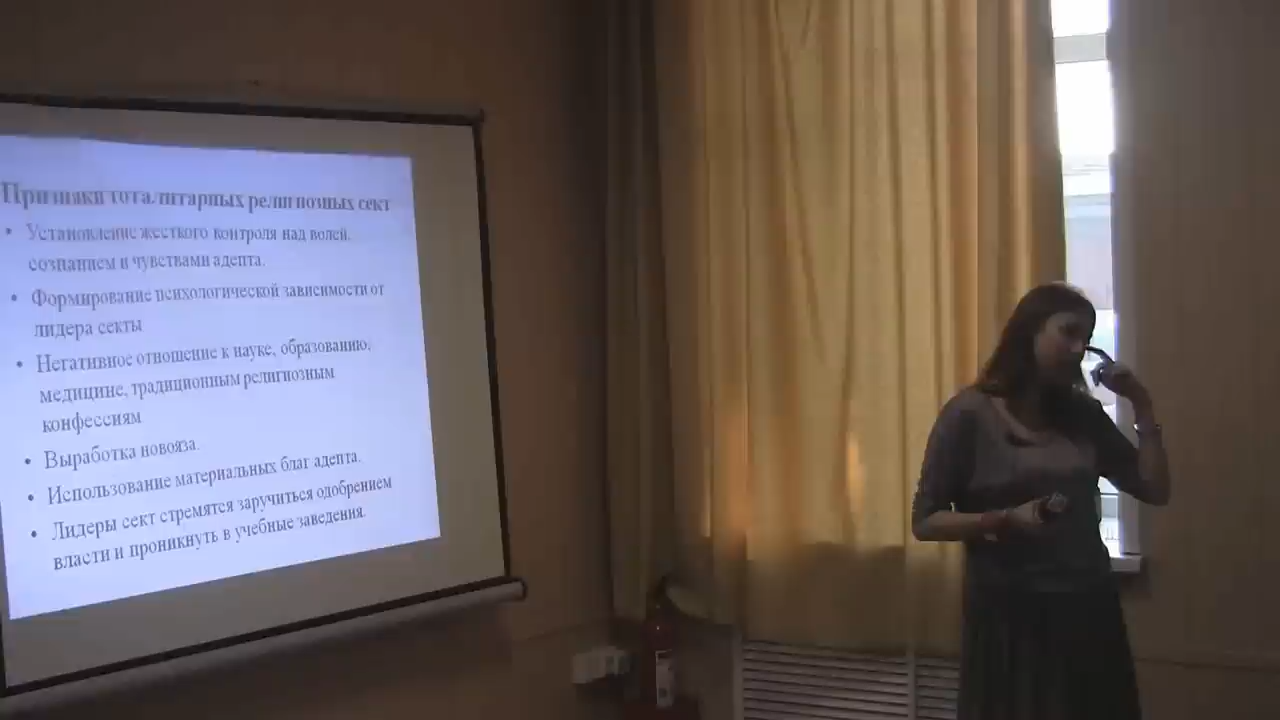 Признаки тоталитарных религиозных сект
• Установление жесткого контроля над волей,
сознанием и чувствами адепта.
• Формирование психологической зависимости от
лидера секты
• Негативное отношение к науке, образованию,
медицине, традиционным религиозным
конфессиям
• Выработка новояза.
• Использование материальных благ адепта.
• Лидеры сект стремятся заручиться одобрением
власти и проникнуть в учебные заведения.